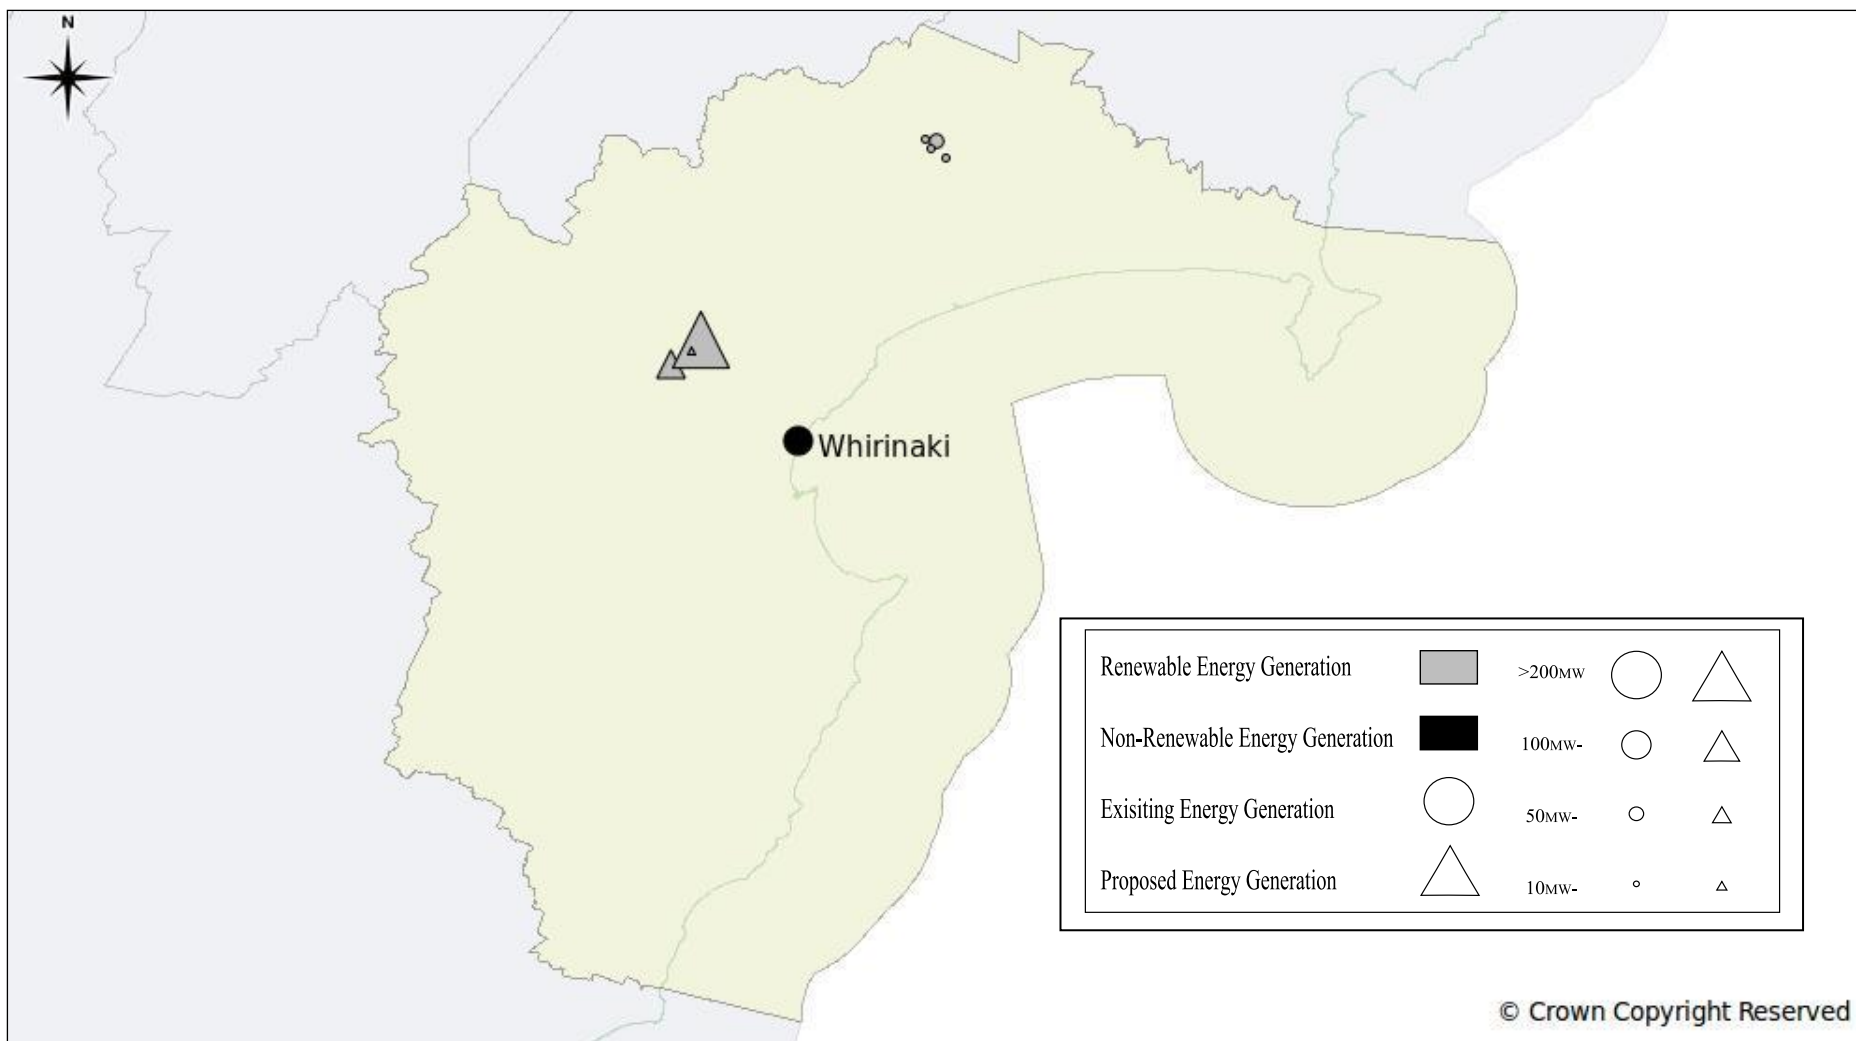 N
Whirinaki
Renewable Energy Generation >200MW
Non-Renewable Energy Generation 100MW-
Exisiting Energy Generation 50MW-
Proposed Energy Generation 10MW-
© Crown Copyright Reserved